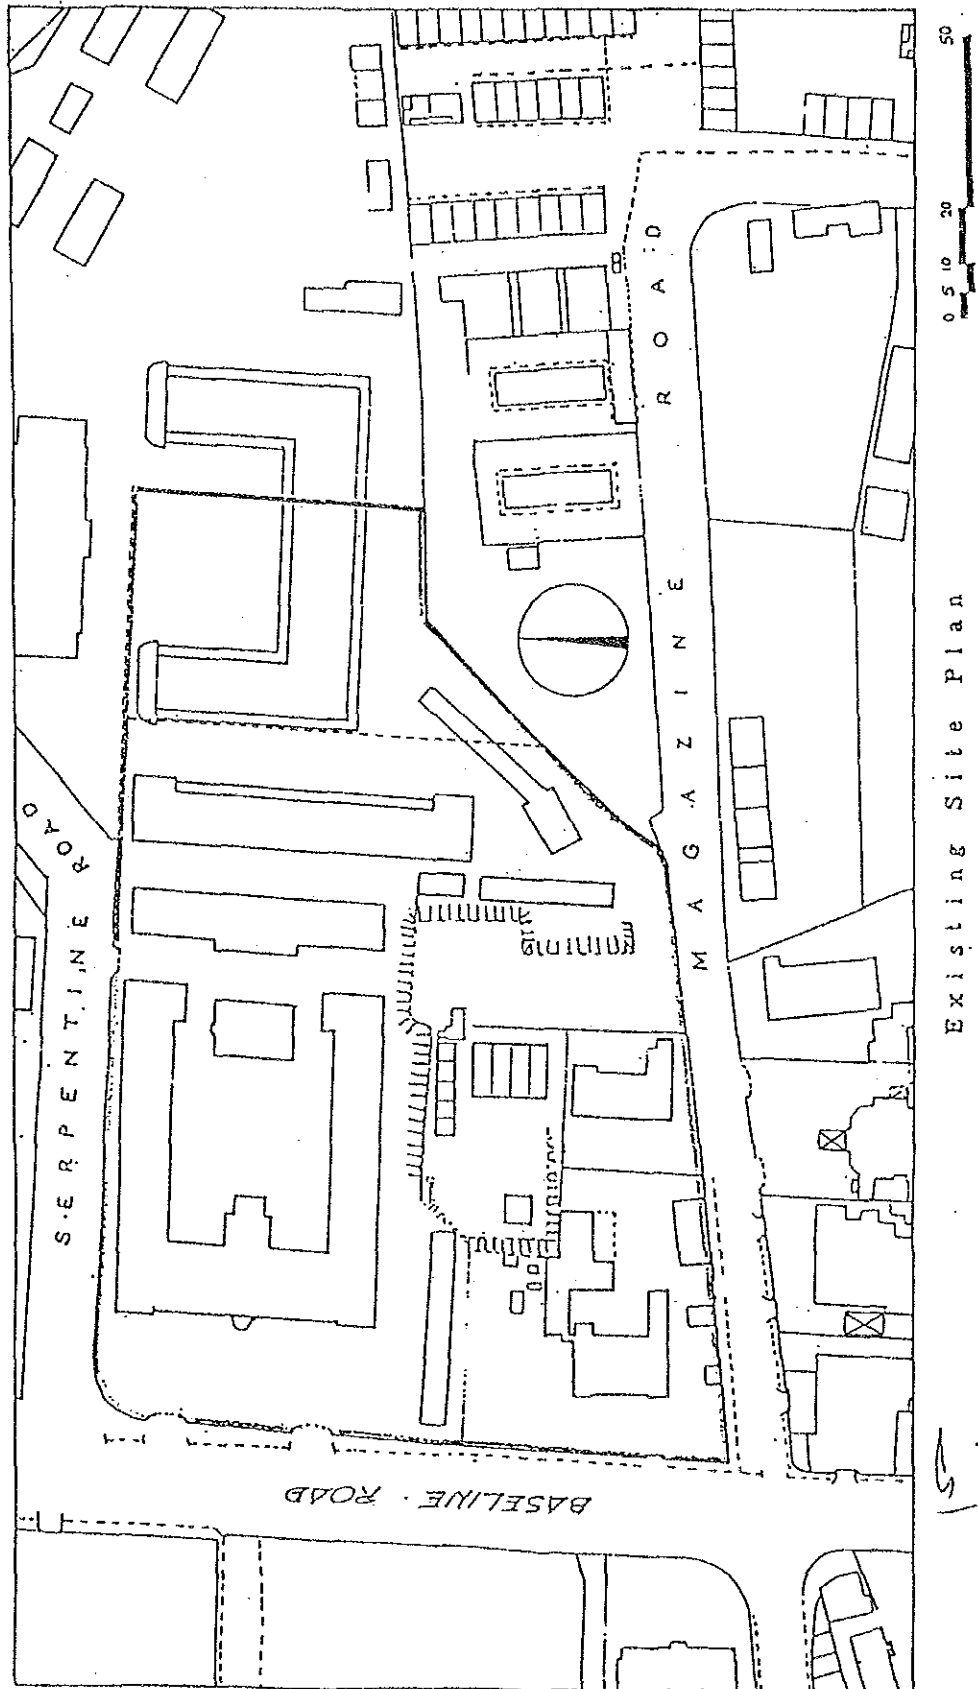 SERPENTINE ROAD
MAGAZINE ROAD
BASELINE ROAD
Existing Site Plan
0 5 10 20 50